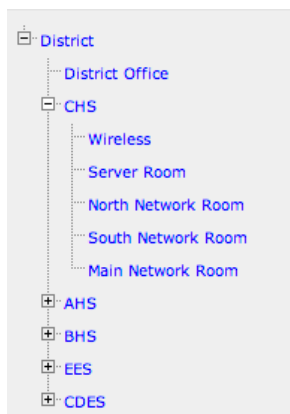 District
District Office
CHS
Wireless
Server Room
North Network Room
South Network Room
Main Network Room
AHS
BHS
EES
CDES